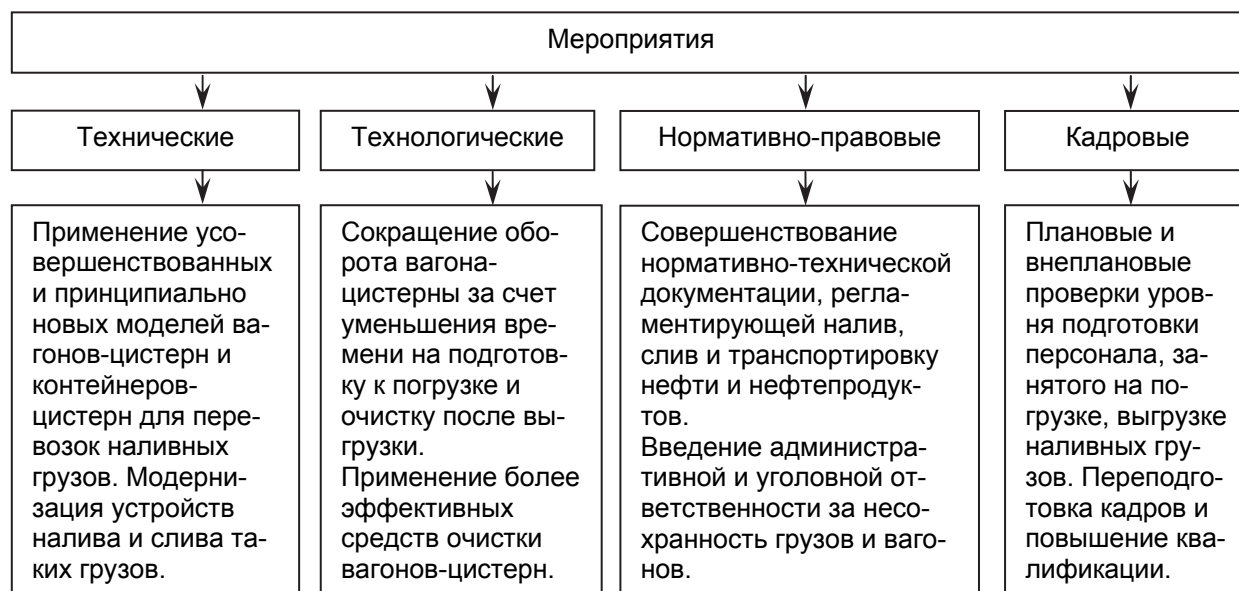 Мероприятия
Технические
Технологические
Нормативно-правовые
Кадровые
Применение усо-
вершенствованных
и принципиально
новых моделей ва-
гонов-цистерн и
контейнеров-
цистерн для пере-
возок наливных
грузов. Модерни-
зация устройств
налива и слива та-
ких грузов.
Сокращение обо-
рота вагона-
цистерны за счет
уменьшения вре-
мени на подготов-
ку к погрузке и
очистку после вы-
грузки.
Применение более
эффективных
средств очистки
вагонов-цистерн.
Совершенствование
нормативно-технической
документации, регла-
ментирующей налив,
слив и транспортировку
нефти и нефтепродук-
тов.
Введение администра-
тивной и уголовной от-
ветственности за несо-
хранность грузов и ваго-
нов.
Плановые и
внеплановые
проверки уров-
ня подготовки
персонала, за-
нятого на по-
грузке, выгрузке
наливных гру-
зов. Переподго-
товка кадров и
повышение ква-
лификации.